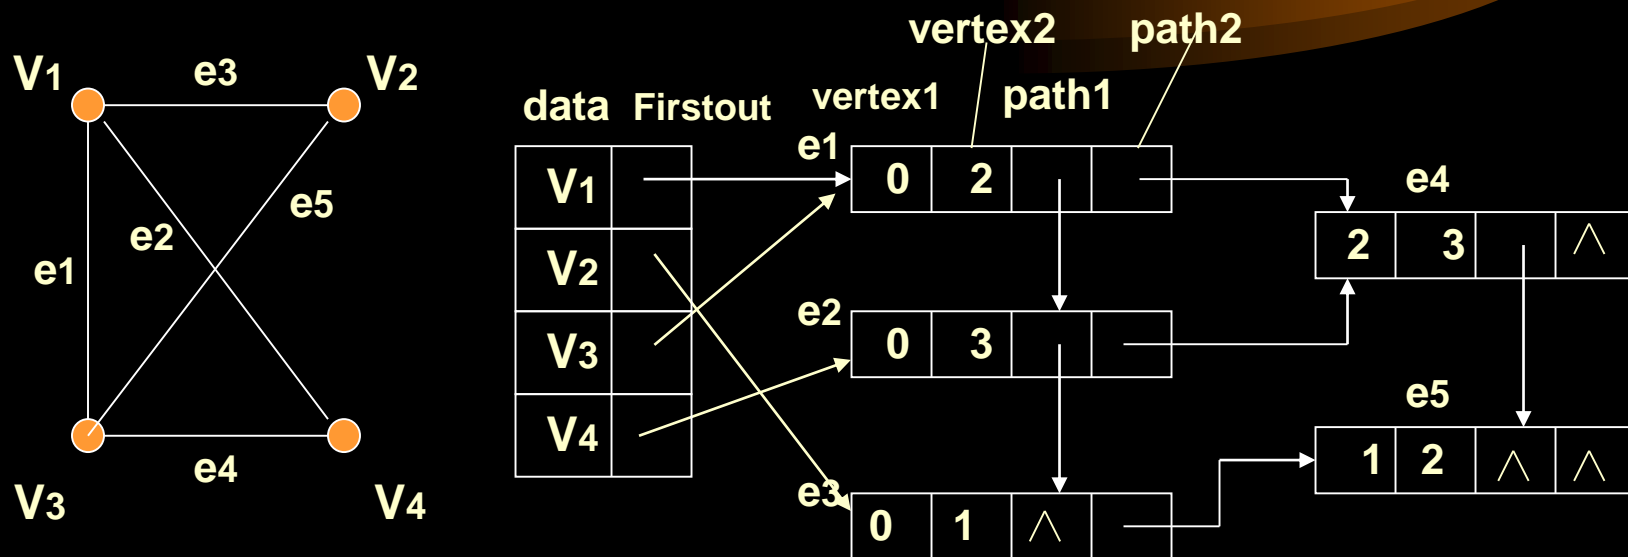 vertex2 path2
V1 e3 V2
data Firstout vertex1 path1
e1
V1 0 2
e4
e5
e2
V2 2 3 ∧
e1
e2
V3 0 3
e5
V4 1 2 ∧ ∧
e4
e3
V3 V4
0 1 ∧